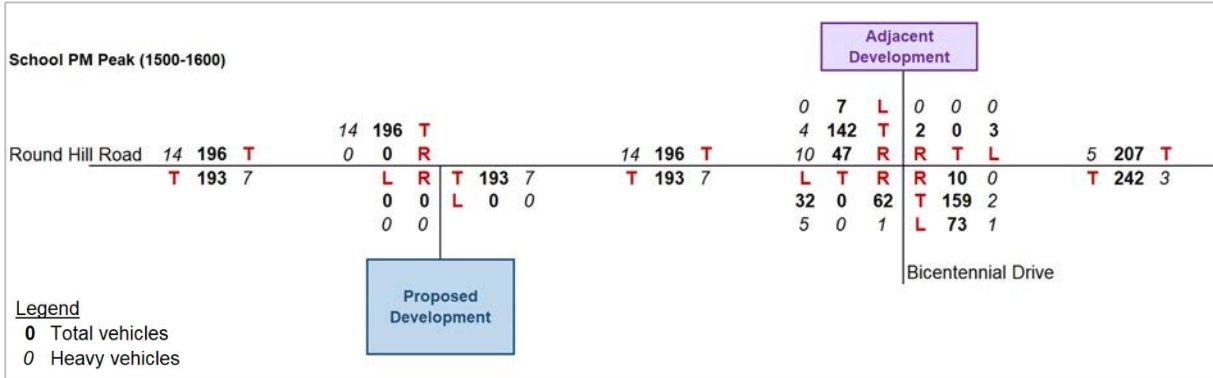 Adjacent
Development
School PM Peak (1500-1600)
0 7 L 0 0 0
14 196 T 4 142 T 2 0 3
Round Hill Road 14 196 T 0 0 R 14 196 T 10 47 R R T L 5 207 T
T 193 7 L R T 193 7 T 193 7 L T R R 10 0 T 242 3
0 0 L 0 0 32 0 62 T 159 2
0 0 5 0 1 L 73 1
Bicentennial Drive
Proposed
Development
Legend
0 Total vehicles
0 Heavy vehicles